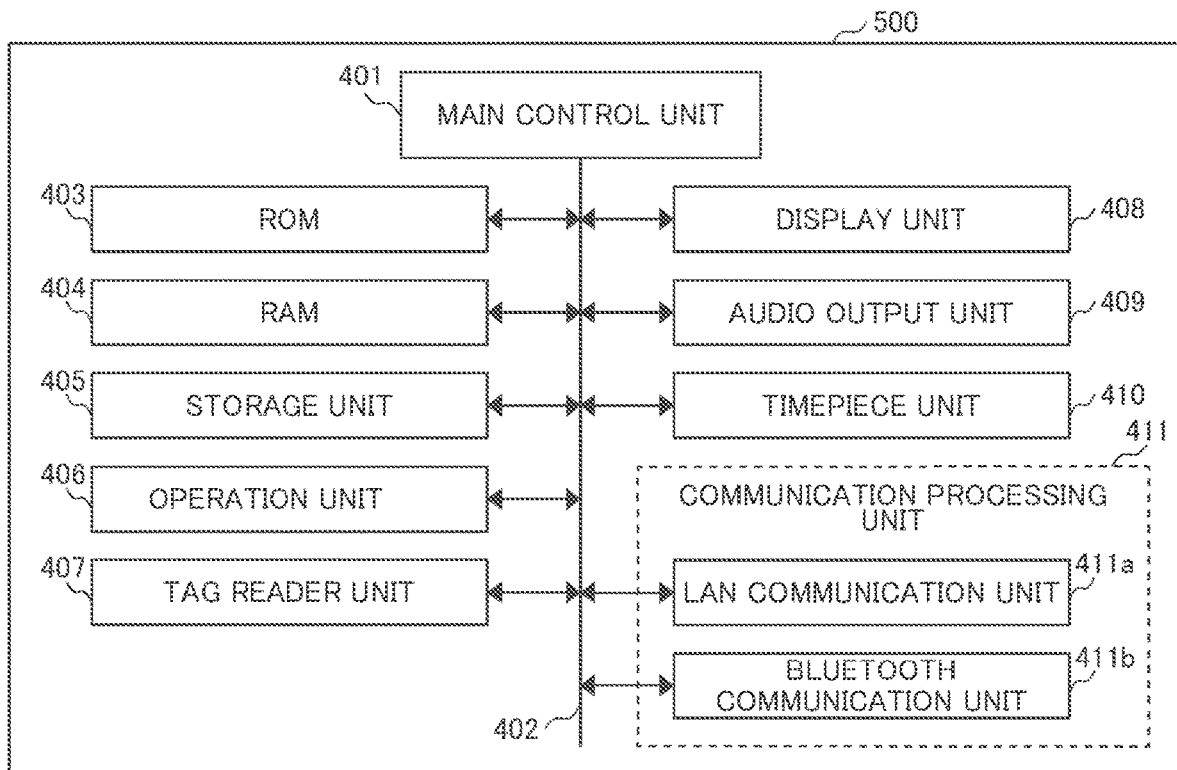 500
401
MAIN CONTROL UNIT
403
ROM
DISPLAY UNIT
408
404
RAM
AUDIO OUTPUT UNIT
409
405
STORAGE UNIT
TIMEPIECE UNIT
410
411
406
OPERATION UNIT
COMMUNICATION PROCESSING
UNIT
407
TAG READER UNIT
LAN COMMUNICATION UNIT
411a
BLUETOOTH
COMMUNICATION UNIT
411b
402